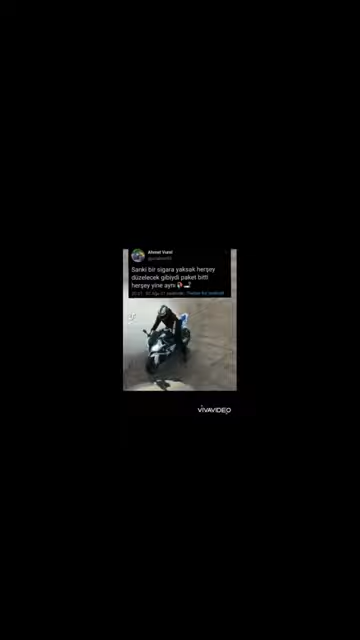 Ahmet Vural
Sanki bir sigara yaksak herşey
düzelecek gibiydi paket bitti
herşey yine aynı
VIVAVIDEO